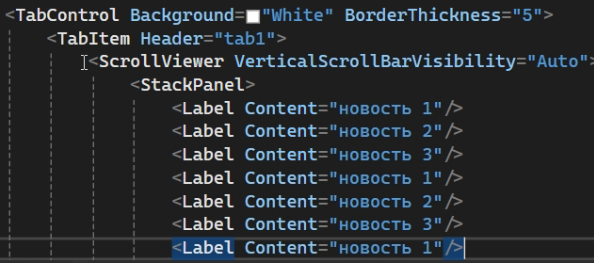 <TabControl Background="White" BorderThickness="5">
<TabItem Header="tab1">
<ScrollViewer VerticalScrollBarVisibility="Auto">
<StackPanel>
<Label Content="новость 1"/>
<Label Content="новость 2"/>
<Label Content="новость 3"/>
<Label Content="новость 1"/>
<Label Content="новость 2"/>
<Label Content="новость 3"/>
<Label Content="новость 1"/>